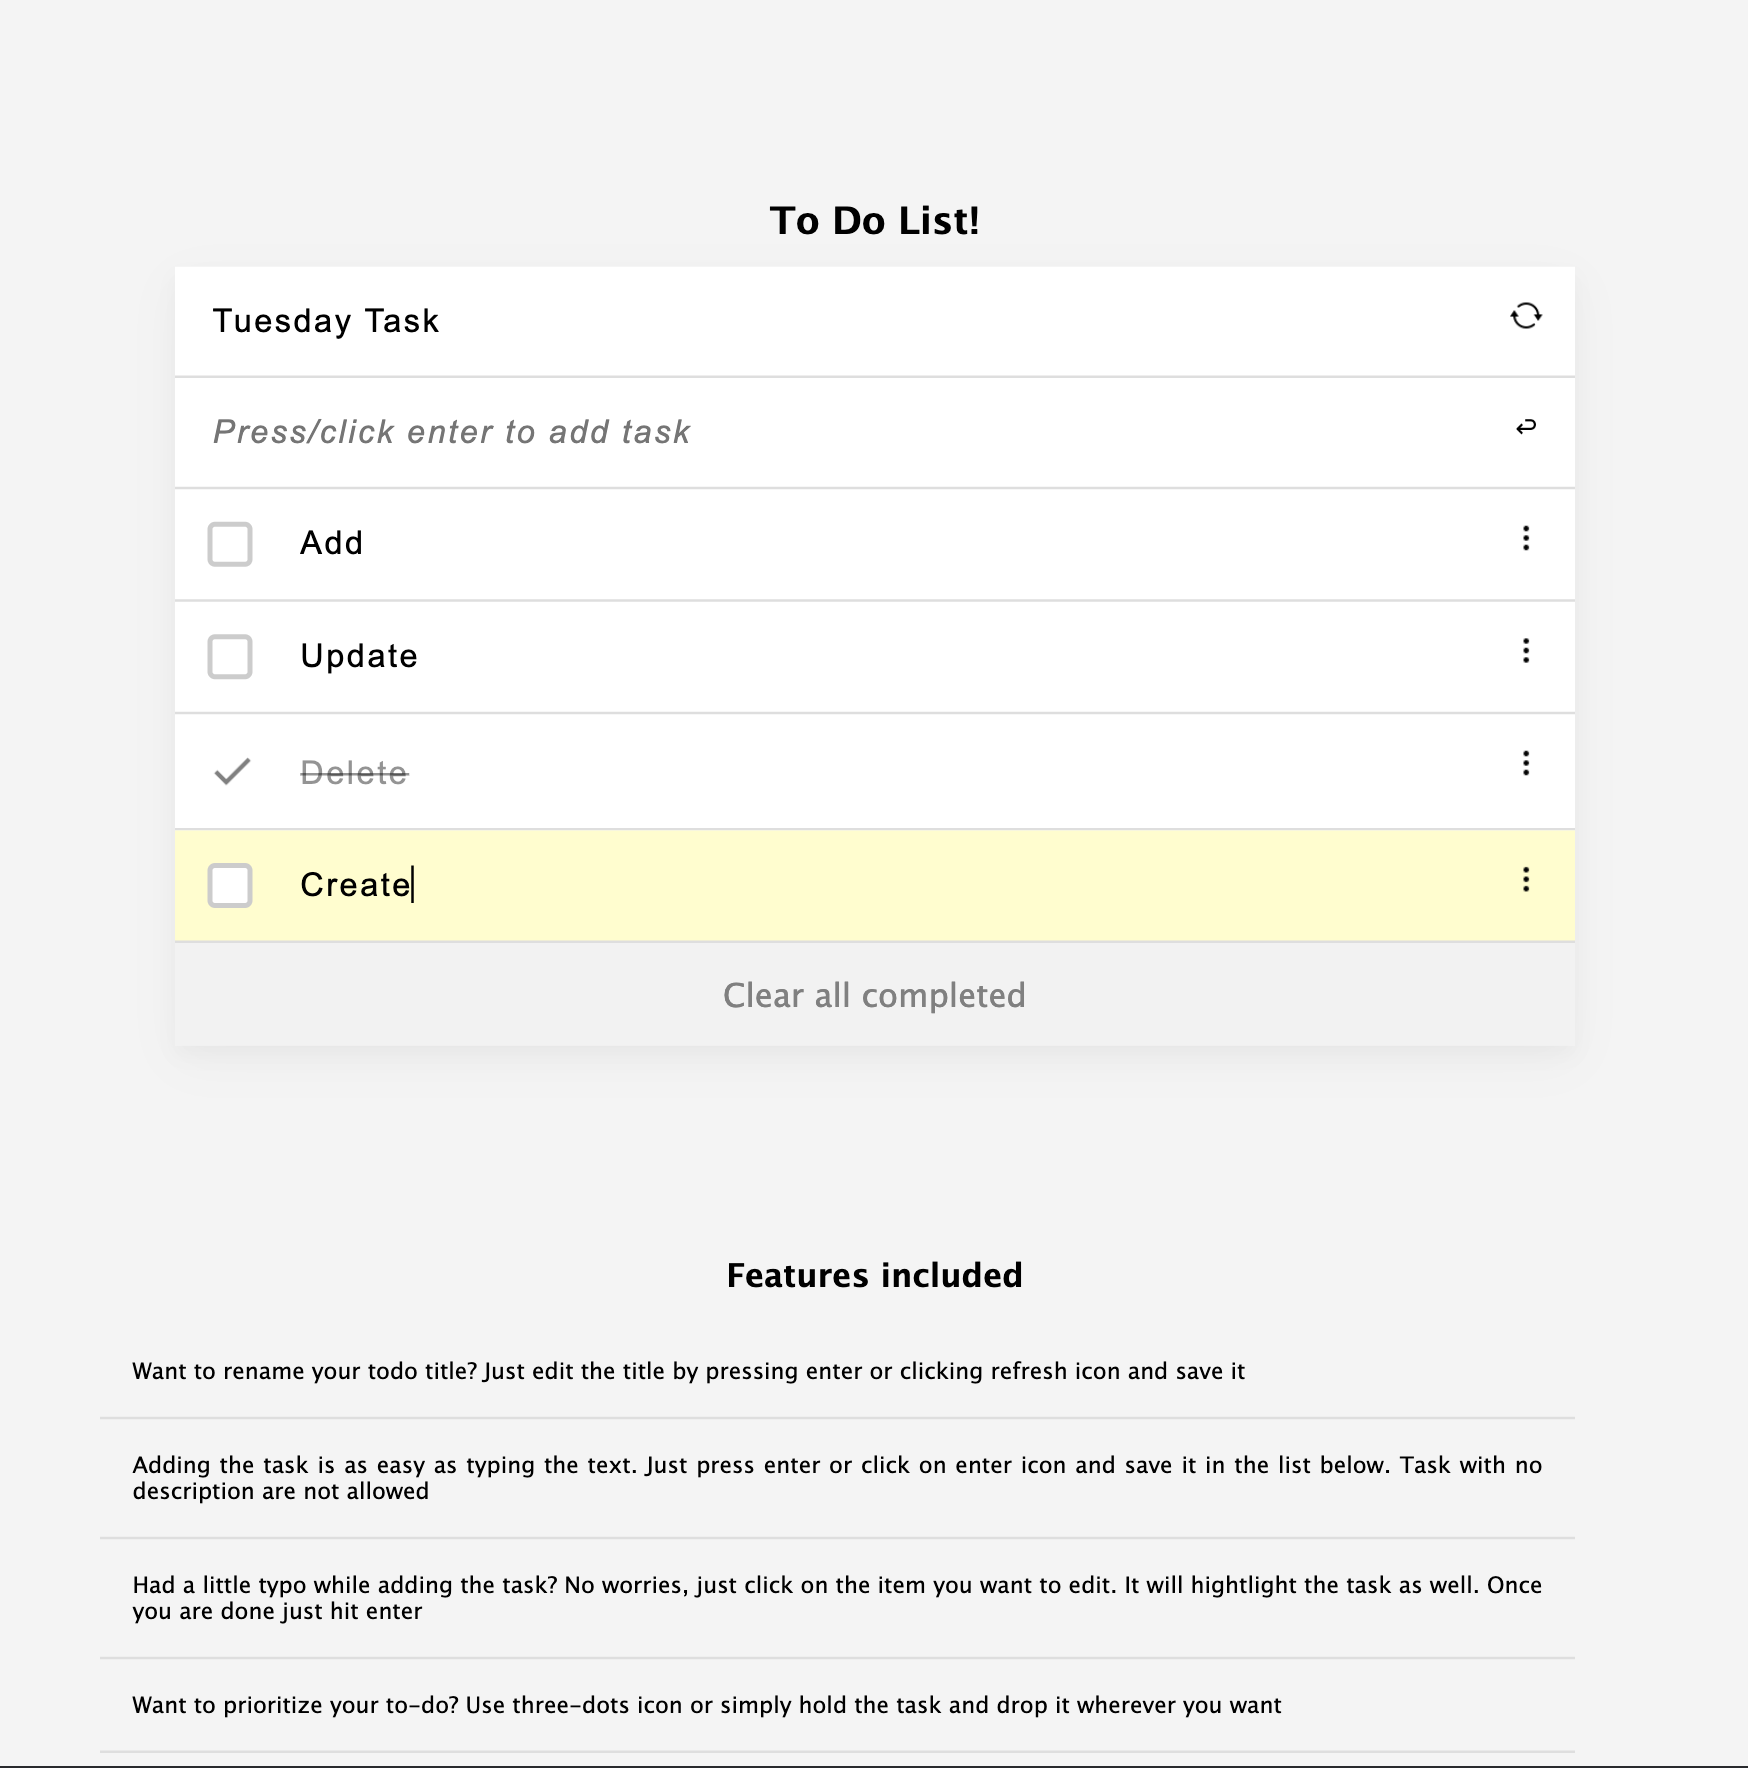 To Do List!
Tuesday Task
Press/click enter to add task
Add
Update
Delete
Create
Clear all completed
Features included
Want to rename your todo title? Just edit the title by pressing enter or clicking refresh icon and save it
Adding the task is as easy as typing the text. Just press enter or click on enter icon and save it in the list below. Task with no
description are not allowed
Had a little typo while adding the task? No worries, just click on the item you want to edit. It will hightlight the task as well. Once
you are done just hit enter
Want to prioritize your to-do? Use three-dots icon or simply hold the task and drop it wherever you want